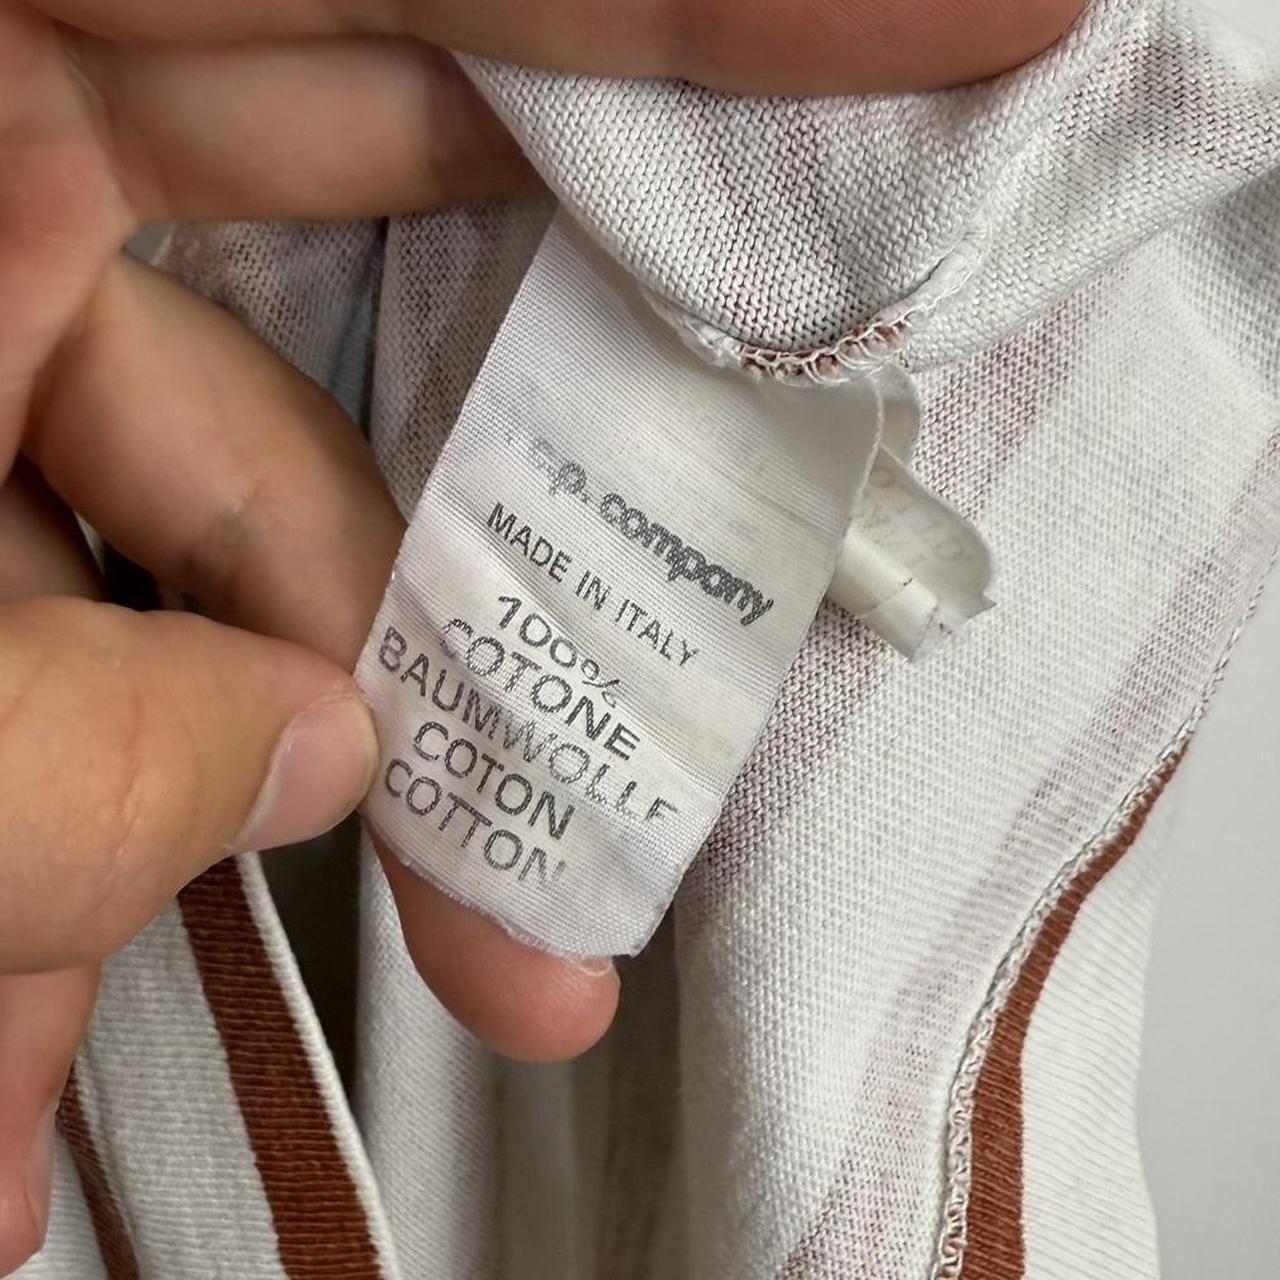 c.p. company
MADE IN ITALY
100%
COTONE
BAUMWOLLE
COTON
COTTON